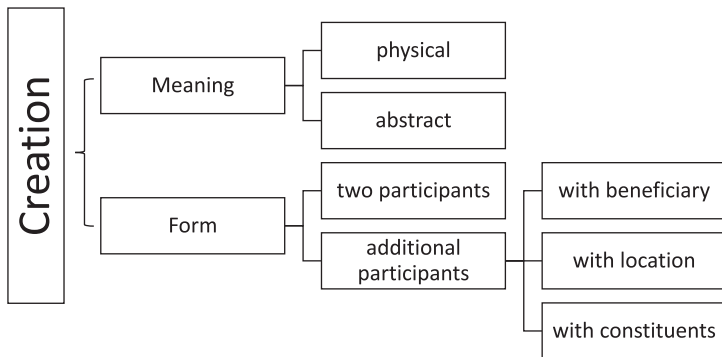 Creation
Meaning
physical
abstract
Form
two participants
additional
participants
with beneficiary
with location
with constituents